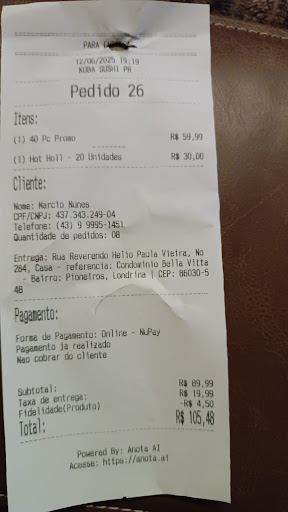 PARA
12/06/2025 19:19
KOBA SUSHI PR
Pedido 26
Itens:
(1) 40 Pc Promo R$ 59,99
(1) Hot Holl - 20 Unidades R$ 30,00
Cliente:
Nome: Marcio Nunes
CPF/CNPJ: 437.343.249-04
Telefone: (43) 9 9995-1451
Quantidade de pedidos: 08
Entrega: Rua Reverendo Helio Paula Vieira, No
264, Casa - referencia: Condominio Bella Vitta
- Bairro: Pioneiros, Londrina | CEP: 86030-5
48
Pagamento:
Forma de Pagamento: Online - NuPay
Pagamento ja realizado
Nao cobrar do cliente
Subtotal: R$ 89,99
Taxa de entrega: R$ 19,99
Fidelidade(Produto) -R$ 4,50
Total: R$ 105,48
Powered By: Anota AI
Acesse: https://anota.ai